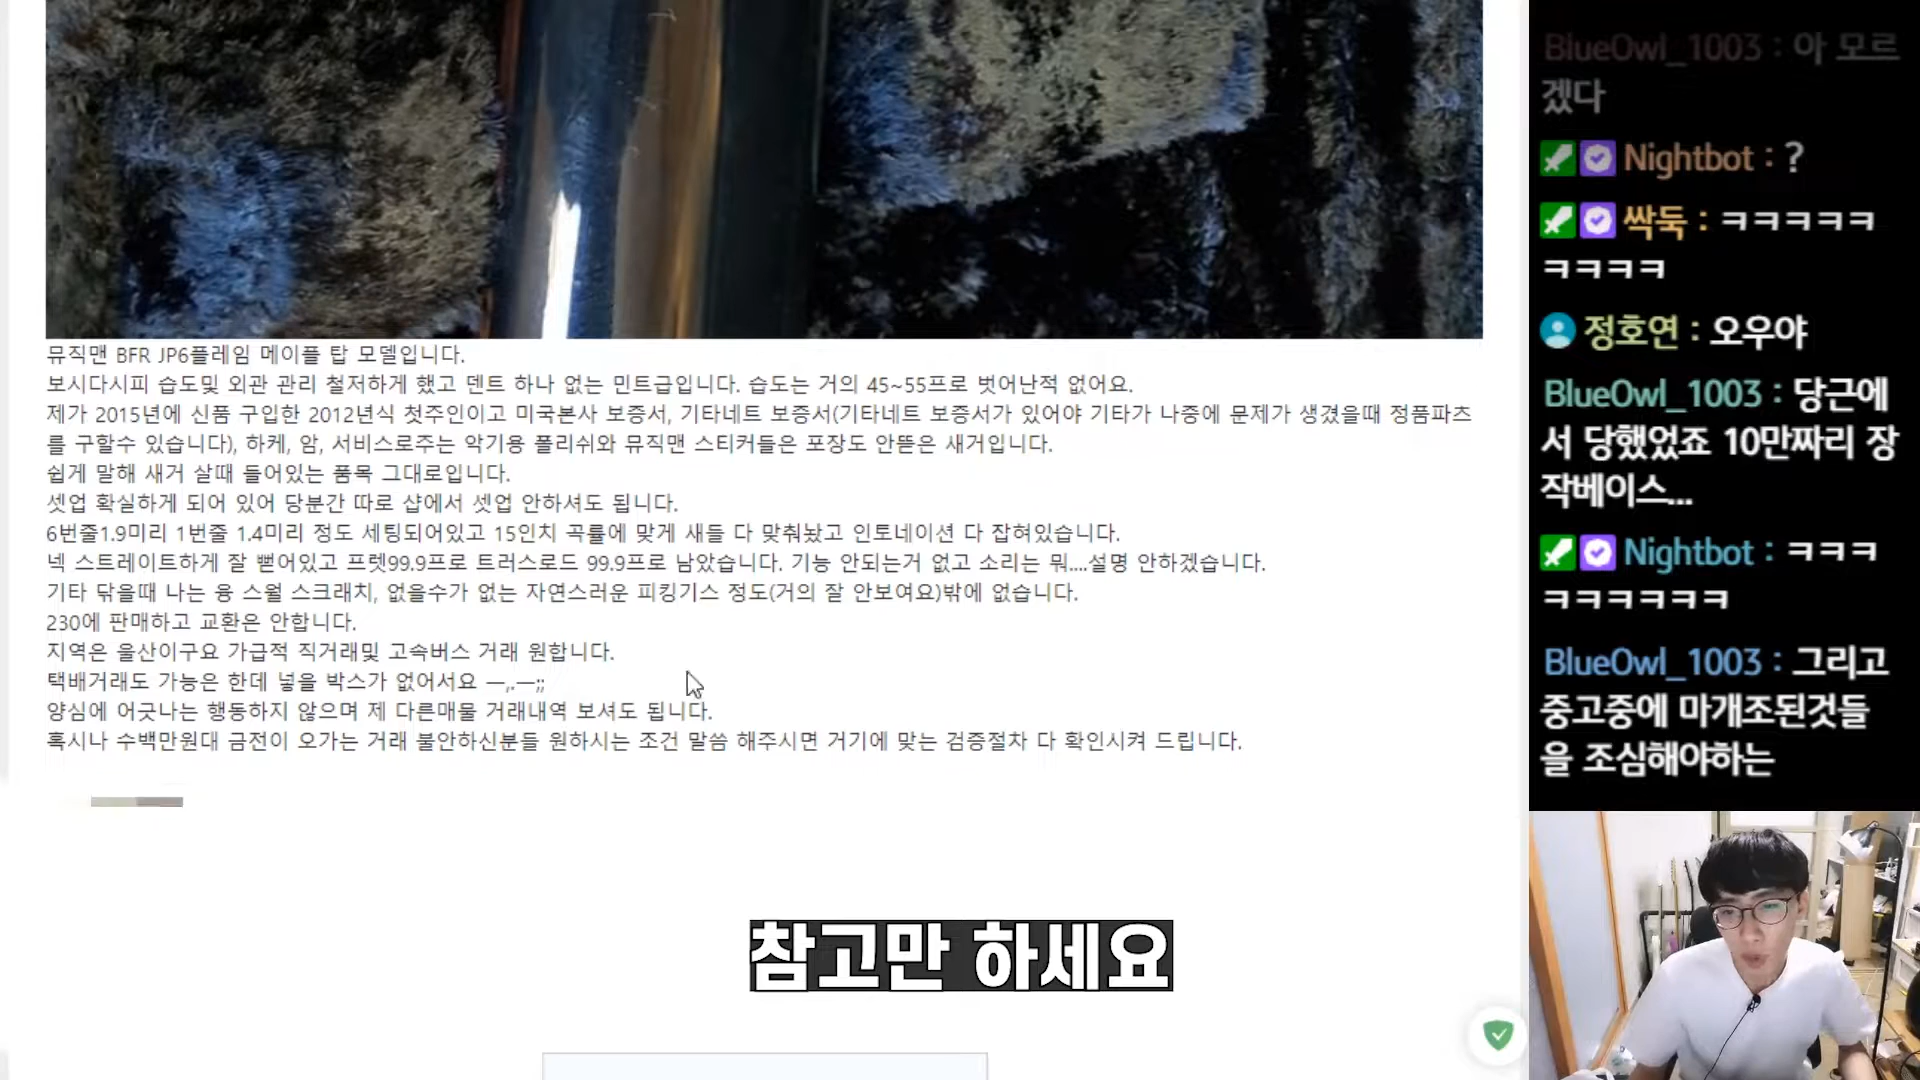 뮤직맨 BFR JP6플레임 메이플 탑 모델입니다.
보시다시피 습도및 외관 관리 철저하게 했고 덴트 하나 없는 민트급입니다. 습도는 거의 45~55프로 벗어난적 없어요.
제가 2015년에 신품 구입한 2012년식 첫주인이고 미국본사 보증서, 기타네트 보증서(기타네트 보증서가 있어야 기타가 나중에 문제가 생겼을때 정품파츠
를 구할수 있습니다), 하케, 암, 서비스로주는 악기용 폴리쉬와 뮤직맨 스티커들은 포장도 안뜯은 새거입니다.
쉽게 말해 새거 살때 들어있는 품목 그대로입니다.
셋업 확실하게 되어 있어 당분간 따로 샵에서 셋업 안하셔도 됩니다.
6번줄1.9미리 1번줄 1.4미리 정도 세팅되어있고 15인치 곡률에 맞게 새들 다 맞춰놨고 인토네이션 다 잡혀있습니다.
넥 스트레이트하게 잘 뻗어있고 프렛99.9프로 트러스로드 99.9프로 남았습니다. 기능 안되는거 없고 소리는 뭐....설명 안하겠습니다.
기타 닦을때 나는 융 스월 스크래치, 없을수가 없는 자연스러운 피킹기스 정도(거의 잘 안보여요)밖에 없습니다.
230에 판매하고 교환은 안합니다.
지역은 울산이구요 가급적 직거래및 고속버스 거래 원합니다.
택배거래도 가능은 한데 넣을 박스가 없어서요 ㅡ,.ㅡ;;
양심에 어긋나는 행동하지 않으며 제 다른매물 거래내역 보셔도 됩니다.
혹시나 수백만원대 금전이 오가는 거래 불안하신분들 원하시는 조건 말씀 해주시면 거기에 맞는 검증절차 다 확인시켜 드립니다.
참고만 하세요
BlueOwl_1003 : 아 모르
겠다
Nightbot : ?
싹둑 : ㅋㅋㅋㅋㅋ
ㅋㅋㅋㅋ
정호연 : 오우야
BlueOwl_1003 : 당근에
서 당했었죠 10만짜리 장
작베이스...
Nightbot : ㅋㅋㅋ
ㅋㅋㅋㅋㅋㅋ
BlueOwl_1003 : 그리고
중고중에 마개조된것들
을 조심해야하는